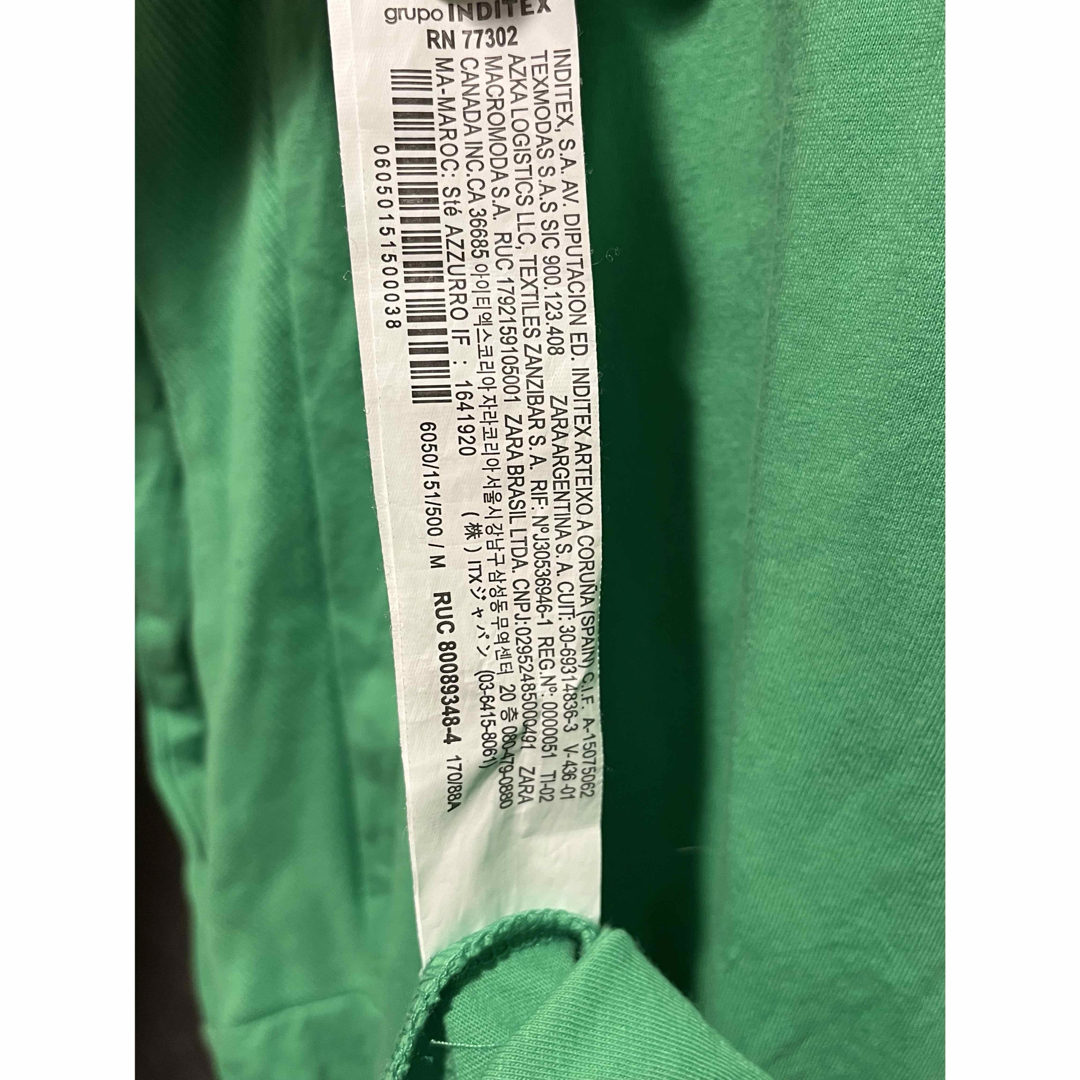 grupo INDITEX
RN 77302
INDITEX, S.A. AV. DIPUTACION ED. INDITEX ARTEIXO A CORUÑA (SPAIN) C.I.F. A-15075062
TEXMODAS S.A.S SIC 900.123.408 ZARA ARGENTINA S. A. CUIT: 30-69314836-3 V- 436 -01
AZKA LOGISTICS LLC, TEXTILES ZANZIBAR S. A. RIF: NºJ30536946-1 REG.Nº: 0000051 TI-02
MACROMODA S.A. RUC 1792159105001 ZARA BRASIL LTDA. CNPJ:02952485000491 ZARA
CANADA INC.CA 36685 아이티엑스코리아 자라코리아 서울시 강남구 삼성동 무역센터 20 층 080-479-0880
MA-MAROC: Sté AZZURRO IF : 1641920 (株) ITXジャパン (03-6415-8061)
06050151500038
6050/151/500 / M RUC 80089348-4 170/88A